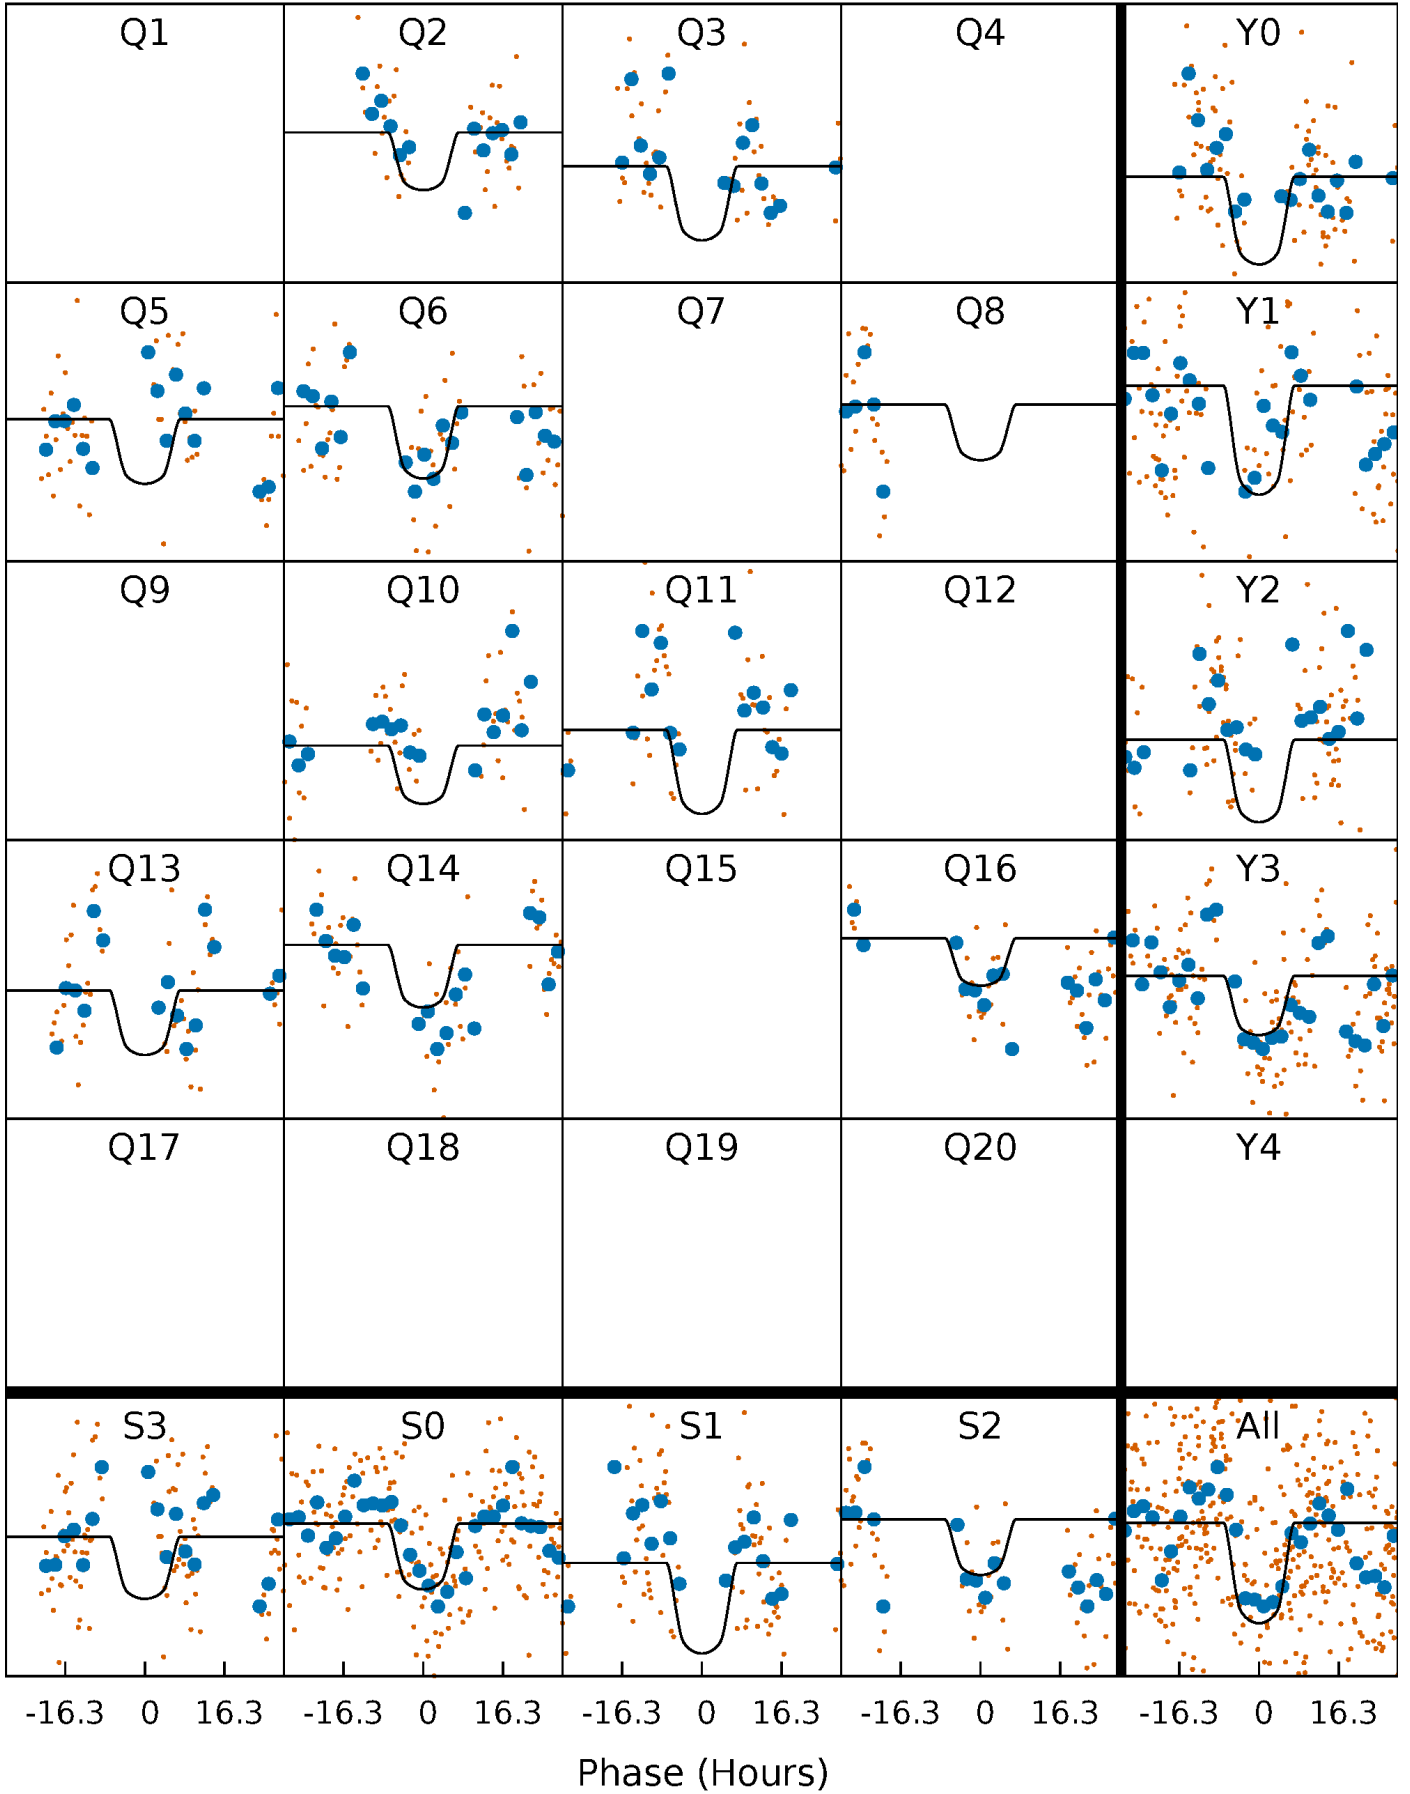 Q1 Q2 Q3 Q4 Y0
Q5 Q6 Q7 Q8 Y1
Q9 Q10 Q11 Q12 Y2
Q13 Q14 Q15 Q16 Y3
Q17 Q18 Q19 Q20 Y4
S3 S0 S1 S2 All
-16.3 0 16.3 -16.3 0 16.3 -16.3 0 16.3 -16.3 0 16.3 -16.3 0 16.3
Phase (Hours)